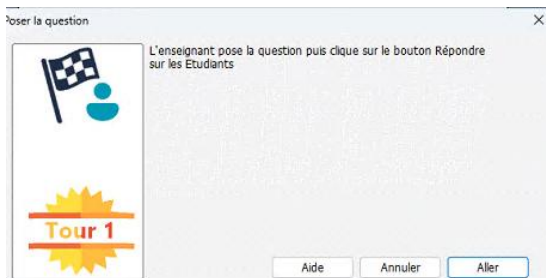 Poser la question
L'enseignant pose la question puis clique sur le bouton Répondre
sur les Etudiants
Tour 1
Aide Annuler Aller